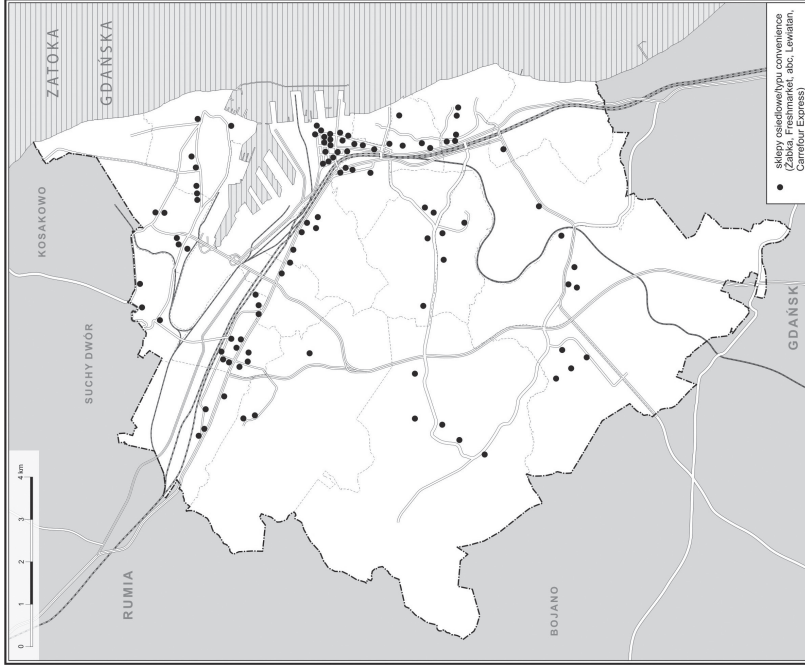 ZATOKA
GDAŃSKA
KOSAKOWO
SUCHY DWÓR
0 1 2 3 4 km
RUMIA
BOJANO
GDAŃSK
sklepy osiedlowe/typu convenience
(Żabka, Freshmarket, abc, Lewiatan,
Carrefour Express)